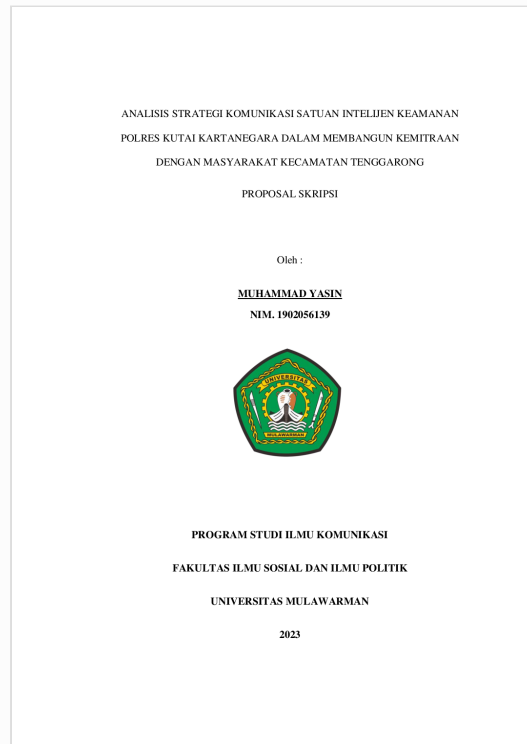 ANALISIS STRATEGI KOMUNIKASI SATUAN INTELIJEN KEAMANAN
POLRES KUTAI KARTANEGARA DALAM MEMBANGUN KEMITRAAN
DENGAN MASYARAKAT KECAMATAN TENGGARONG
PROPOSAL SKRIPSI
Oleh :
MUHAMMAD YASIN
NIM. 1902056139
UNIVERSITAS
MULAWARMAN
PROGRAM STUDI ILMU KOMUNIKASI
FAKULTAS ILMU SOSIAL DAN ILMU POLITIK
UNIVERSITAS MULAWARMAN
2023